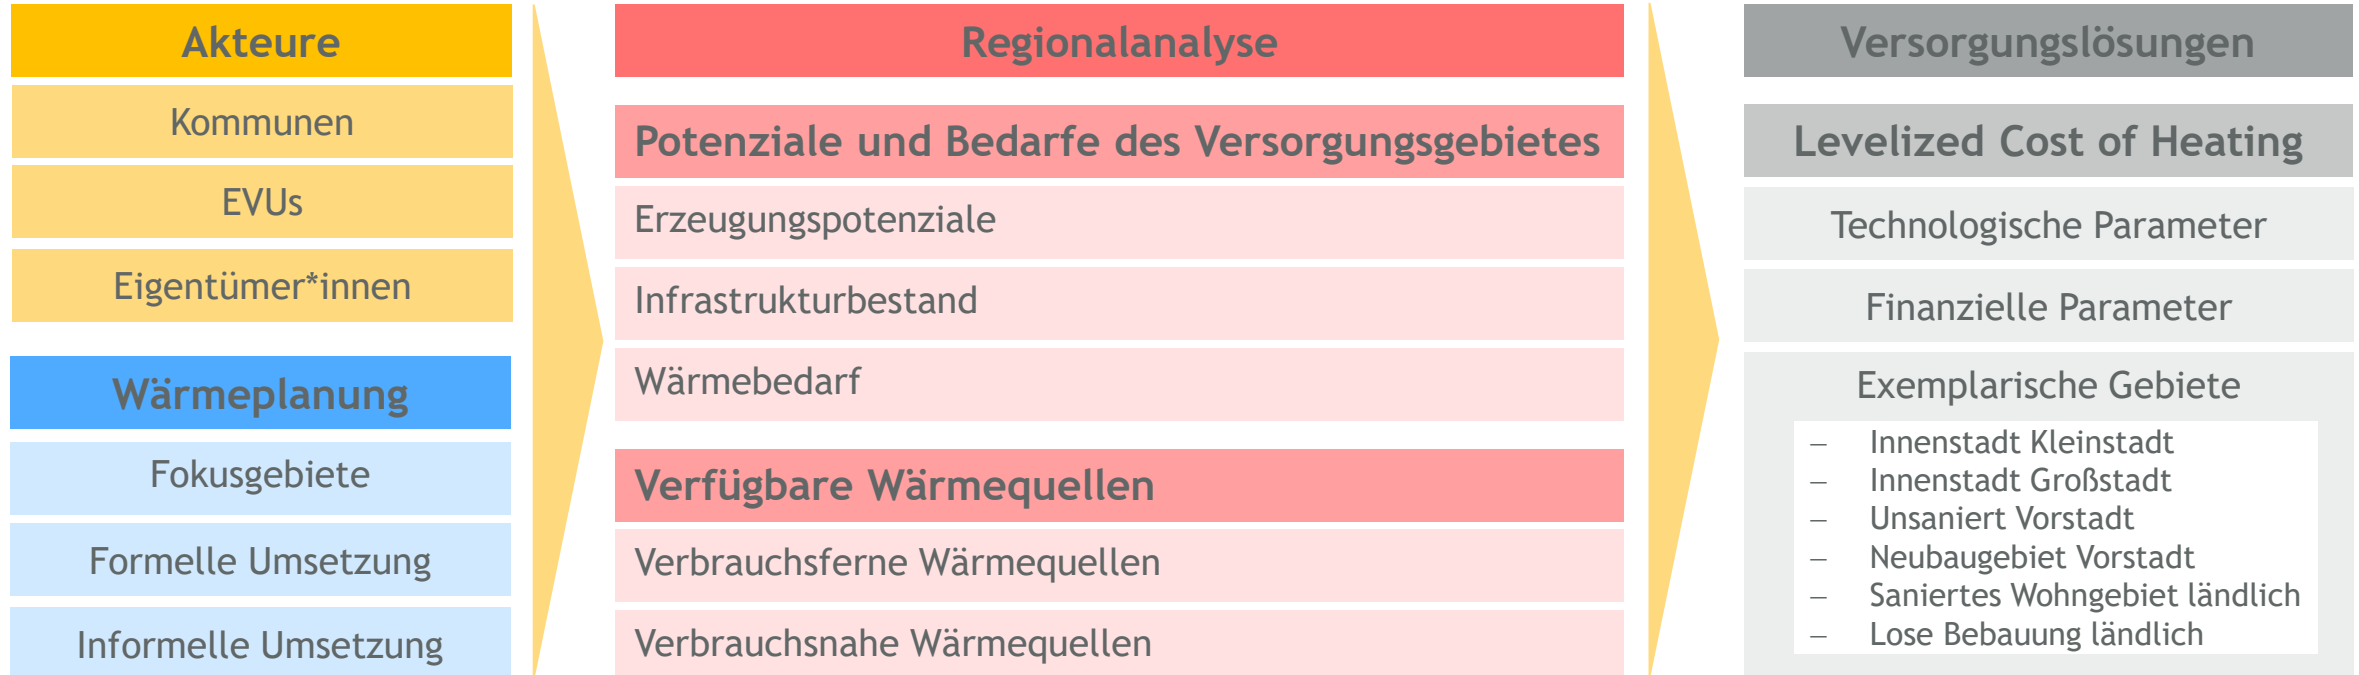 Akteure
Kommunen
EVUs
Eigentümer*innen
Wärmeplanung
Fokusgebiete
Formelle Umsetzung
Informelle Umsetzung
Regionalanalyse
Potenziale und Bedarfe des Versorgungsgebietes
Erzeugungspotenziale
Infrastrukturbestand
Wärmebedarf
Verfügbare Wärmequellen
Verbrauchsferne Wärmequellen
Verbrauchsnahe Wärmequellen
Versorgungslösungen
Levelized Cost of Heating
Technologische Parameter
Finanzielle Parameter
Exemplarische Gebiete
– Innenstadt Kleinstadt
– Innenstadt Großstadt
– Unsaniert Vorstadt
– Neubaugebiet Vorstadt
– Saniertes Wohngebiet ländlich
– Lose Bebauung ländlich